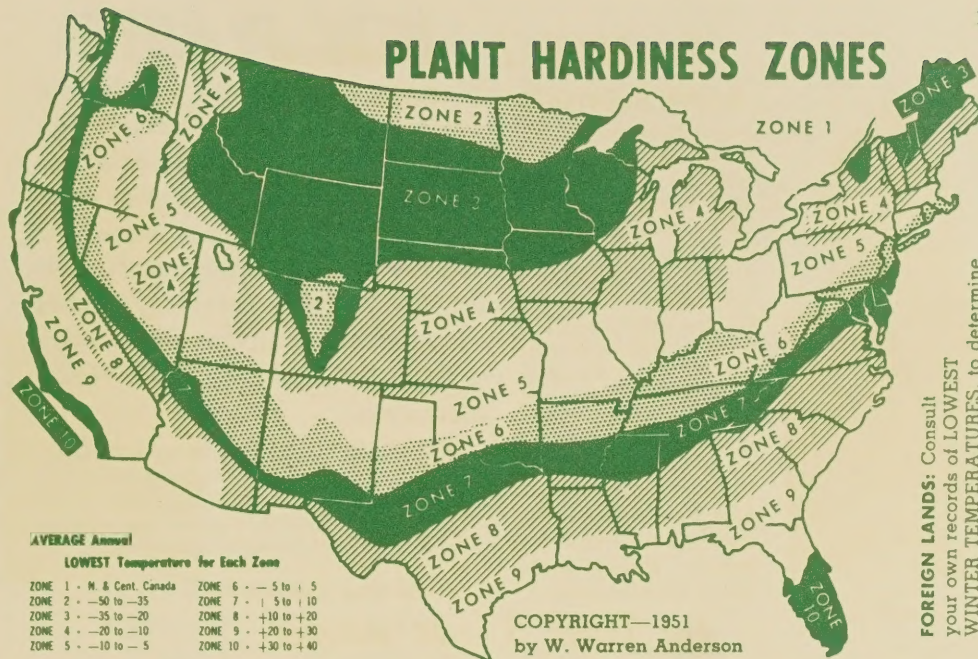 PLANT HARDINESS ZONES
ZONE 1
ZONE 2
ZONE 3
ZONE 4
ZONE 6
7
ZONE 3
ZONE 4
ZONE 4
ZONE 5
ZONE 4
ZONE 5
2
ZONE 4
ZONE 8
ZONE 9
ZONE 6
ZONE 5
7
ZONE 7
ZONE 10
ZONE 6
ZONE 8
ZONE 7
ZONE 9
ZONE 8
ZONE 9
ZONE 10
AVERAGE Annual
LOWEST Temperature for Each Zone
ZONE 1 - N. & Cent. Canada
ZONE 2 - —50 to —35
ZONE 3 - —35 to —20
ZONE 4 - —20 to —10
ZONE 5 - —10 to — 5
ZONE 6 - — 5 to + 5
ZONE 7 - + 5 to +10
ZONE 8 - +10 to +20
ZONE 9 - +20 to +30
ZONE 10 - +30 to +40
COPYRIGHT—1951
by W. Warren Anderson
FOREIGN LANDS: Consult
your own records of LOWEST
WINTER TEMPERATURES to determine